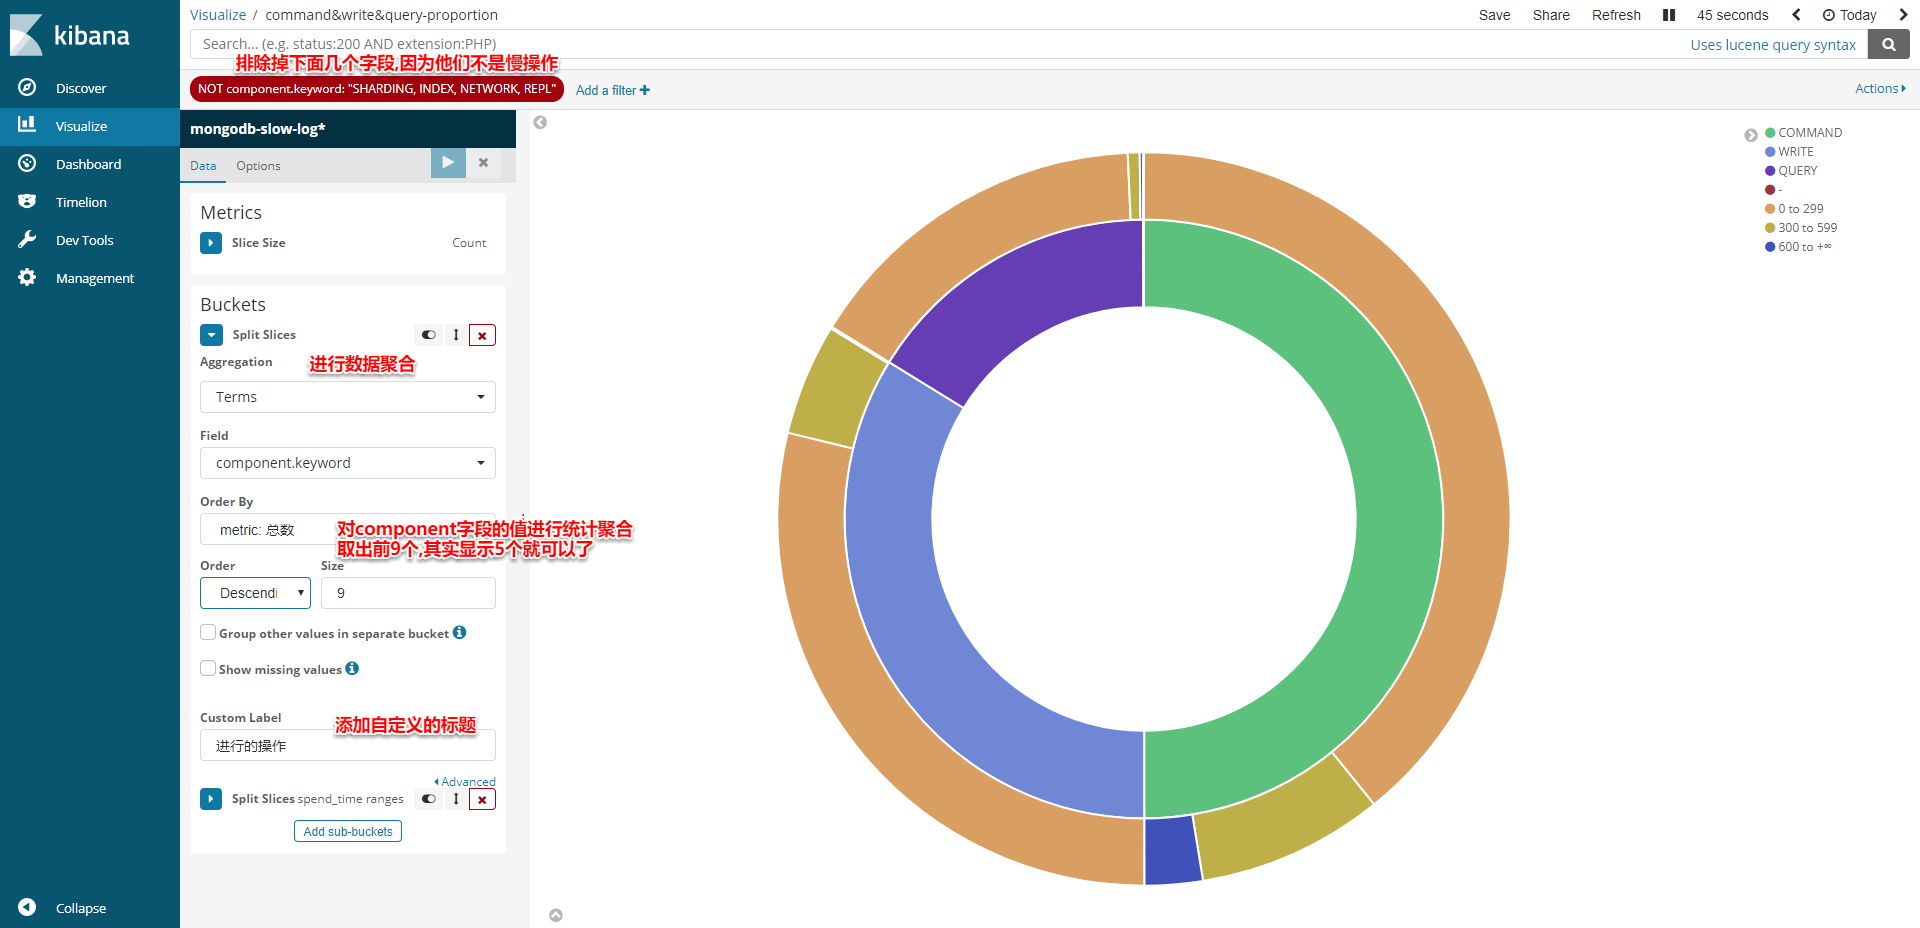 kibana
Discover
Visualize
Dashboard
Timelion
Dev Tools
Management
Collapse
Visualize / command&write&query-proportion
Save Share Refresh 45 seconds Today
Search... (e.g. status:200 AND extension:PHP)
Uses lucene query syntax
排除掉下面几个字段,因为他们不是慢操作
NOT component.keyword: "SHARDING, INDEX, NETWORK, REPL"
Add a filter
Actions
mongodb-slow-log*
Data Options
Metrics
Slice Size Count
Buckets
Split Slices
Aggregation
进行数据聚合
Terms
Field
component.keyword
Order By
metric: 总数
对component字段的值进行统计聚合
取出前9个,其实显示5个就可以了
Order Size
Descendi 9
Group other values in separate bucket
Show missing values
Custom Label
添加自定义的标题
进行的操作
Advanced
Split Slices spend_time ranges
Add sub-buckets
COMMAND
WRITE
QUERY
-
0 to 299
300 to 599
600 to +∞